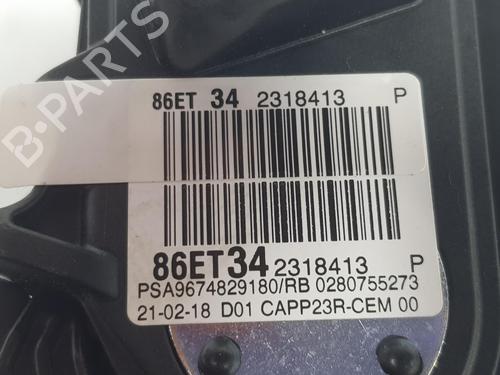 B-PARTS
86ET 34 2318413 P
86ET34 2318413 P
PSA9674829180/RB 0280755273
21-02-18 D01 CAPP23R-CEM 00